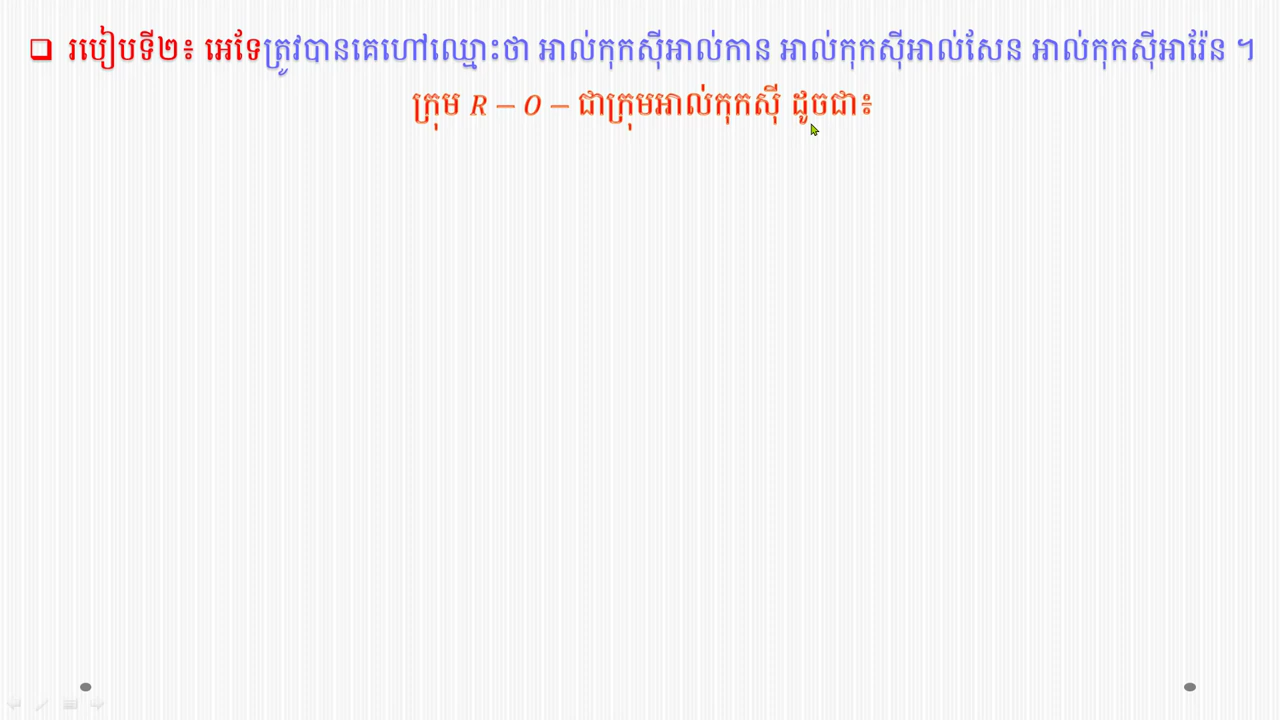 របៀបទី២៖ អេទែត្រូវបានគេហៅឈ្មោះថា អាល់កុកស៊ីអាល់កាន អាល់កុកស៊ីអាល់សែន អាល់កុកស៊ីអារ៉ែន ។
ក្រុម R − O − ជាក្រុមអាល់កុកស៊ី ដូចជា៖